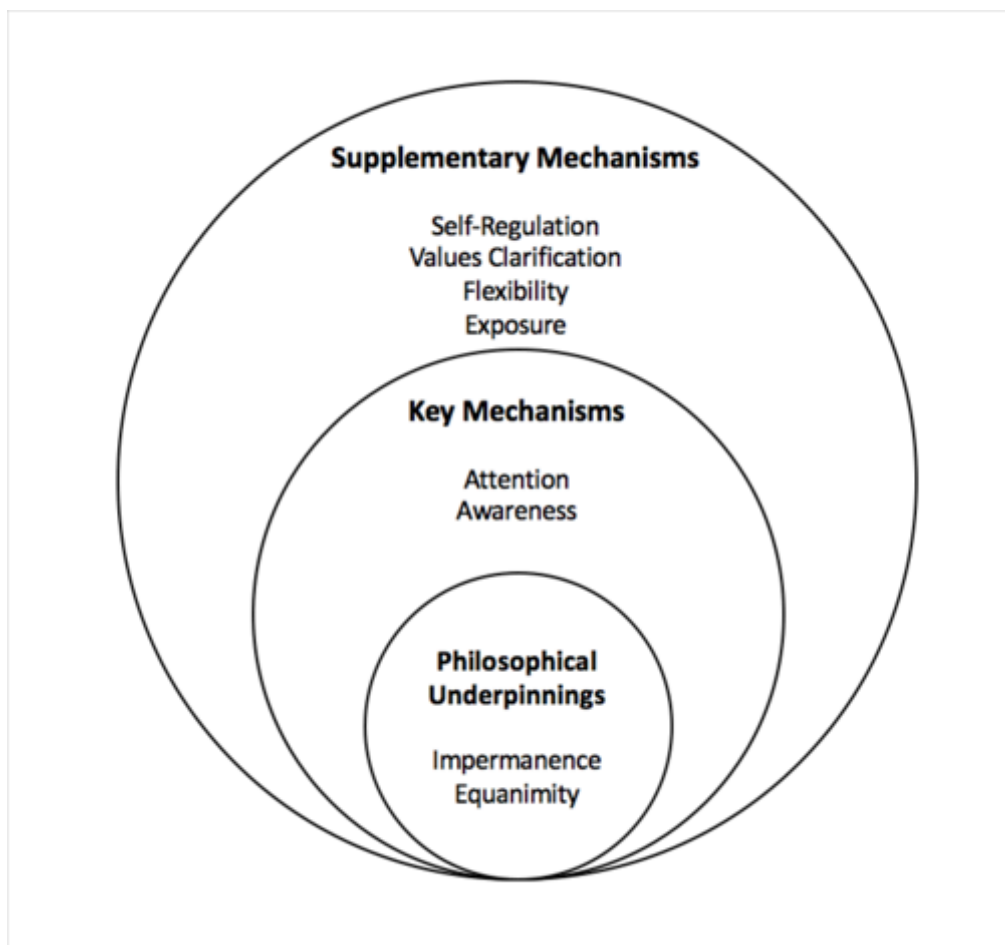 Supplementary Mechanisms
Self-Regulation
Values Clarification
Flexibility
Exposure
Key Mechanisms
Attention
Awareness
Philosophical
Underpinnings
Impermanence
Equanimity